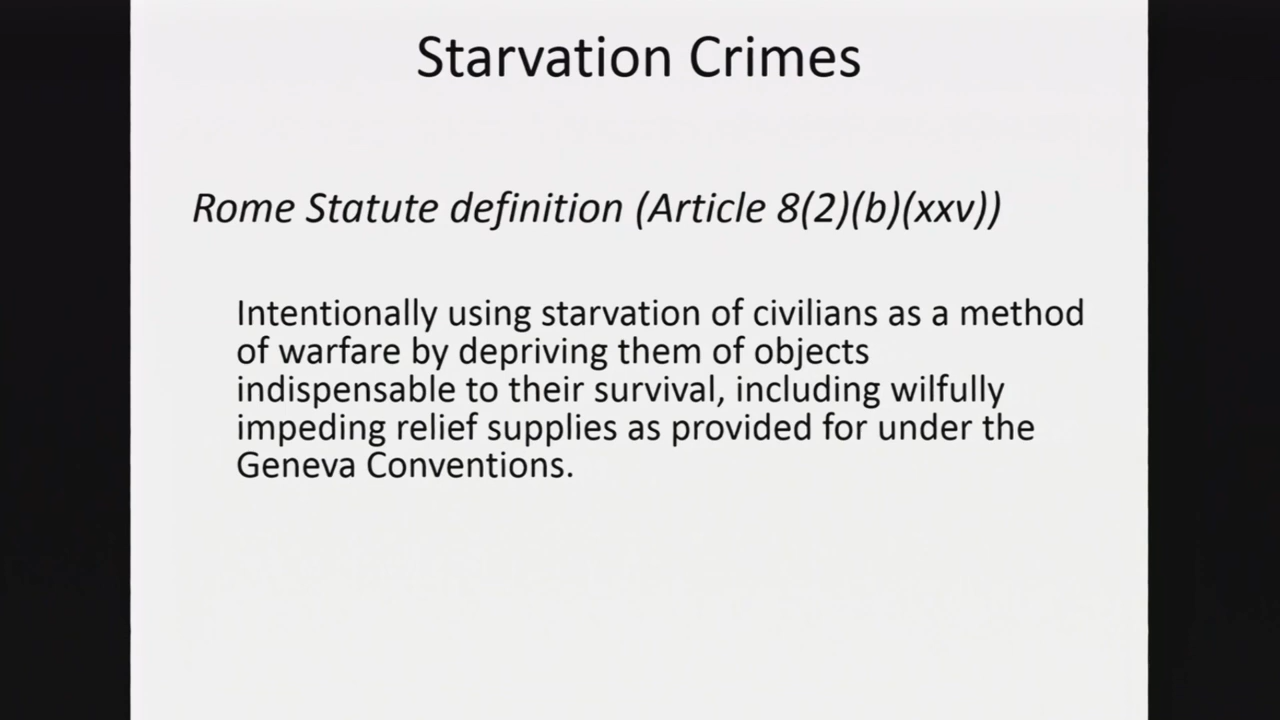 Starvation Crimes
Rome Statute definition (Article 8(2)(b)(xxv))
Intentionally using starvation of civilians as a method
of warfare by depriving them of objects
indispensable to their survival, including wilfully
impeding relief supplies as provided for under the
Geneva Conventions.